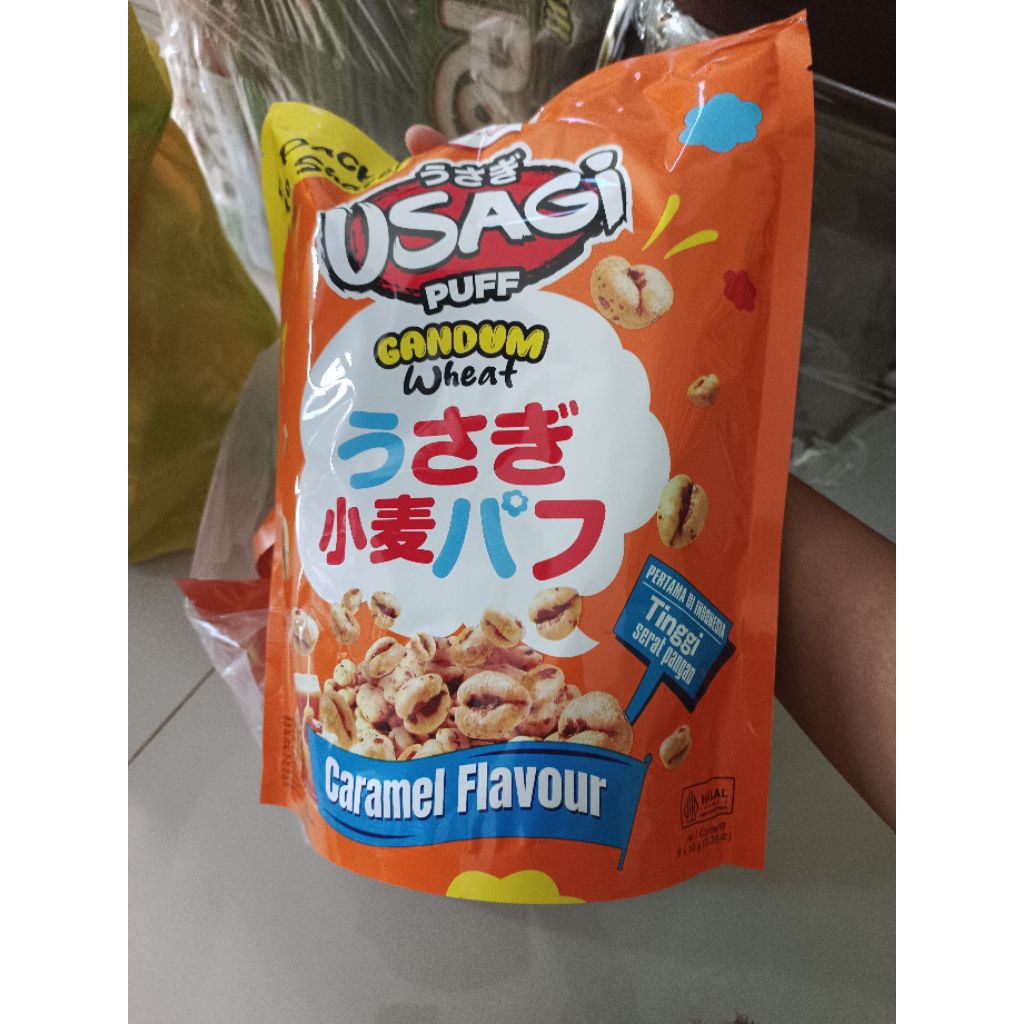 うさぎ
USAGi
PUFF
GANDUM
Wheat
うさぎ
小麦パフ
PERTAMA DI INDONESIA
Tinggi
serat pangan
Caramel Flavour
HALAL